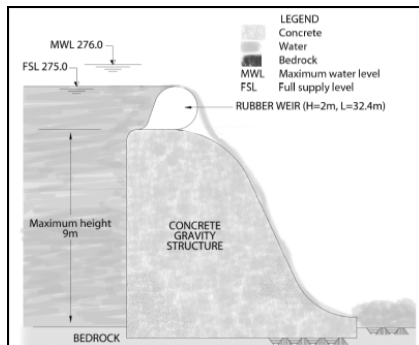 LEGEND
Concrete
Water
Bedrock
MWL Maximum water level
FSL Full supply level
MWL 276.0
FSL 275.0
RUBBER WEIR (H=2m, L=32.4m)
Maximum height
9m
CONCRETE
GRAVITY
STRUCTURE
BEDROCK